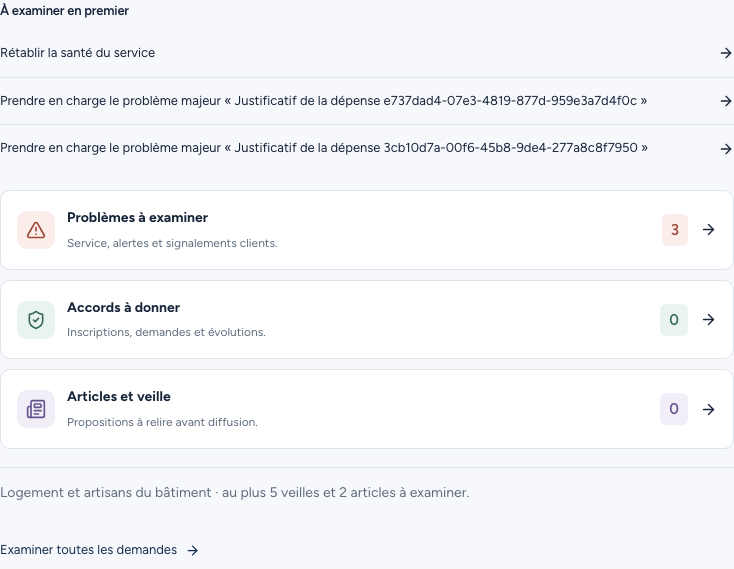 À examiner en premier
Rétablir la santé du service
Prendre en charge le problème majeur « Justificatif de la dépense e737dad4-07e3-4819-877d-959e3a7d4f0c »
Prendre en charge le problème majeur « Justificatif de la dépense 3cb10d7a-00f6-45b8-9de4-277a8c8f7950 »
Problèmes à examiner
Service, alertes et signalements clients.
3
Accords à donner
Inscriptions, demandes et évolutions.
0
Articles et veille
Propositions à relire avant diffusion.
0
Logement et artisans du bâtiment · au plus 5 veilles et 2 articles à examiner.
Examiner toutes les demandes